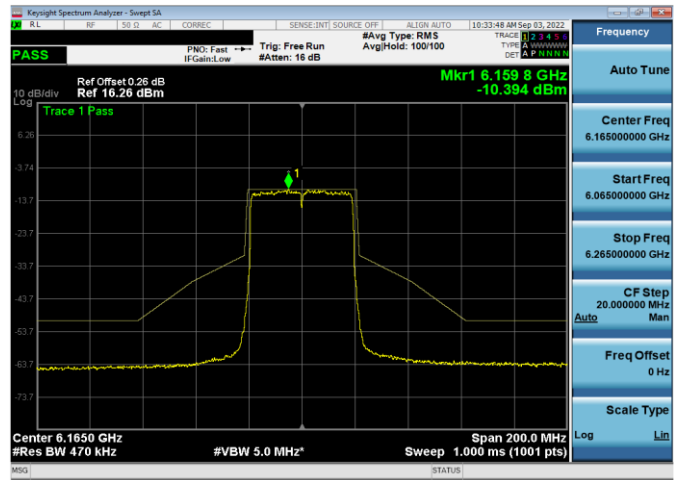 Keysight Spectrum Analyzer - Swept SA
RL RF 50 Ω AC CORREC SENSE:INT SOURCE OFF ALIGN AUTO 10:33:48 AM Sep 03, 2022
#Avg Type: RMS TRACE 1 2 3 4 5 6
PNO: Fast Trig: Free Run Avg|Hold: 100/100 TYPE A WWWWW
PASS IFGain:Low #Atten: 16 dB DET A P N N N N
Mkr1 6.159 8 GHz
Ref Offset 0.26 dB
10 dB/div Ref 16.26 dBm -10.394 dBm
Log
Trace 1 Pass
6.26
-3.74
1
-13.7
-23.7
-33.7
-43.7
-53.7
-63.7
-73.7
Center 6.1650 GHz Span 200.0 MHz
#Res BW 470 kHz #VBW 5.0 MHz* Sweep 1.000 ms (1001 pts)
MSG STATUS
Frequency
Auto Tune
Center Freq
6.165000000 GHz
Start Freq
6.065000000 GHz
Stop Freq
6.265000000 GHz
CF Step
20.000000 MHz
Auto Man
Freq Offset
0 Hz
Scale Type
Log Lin